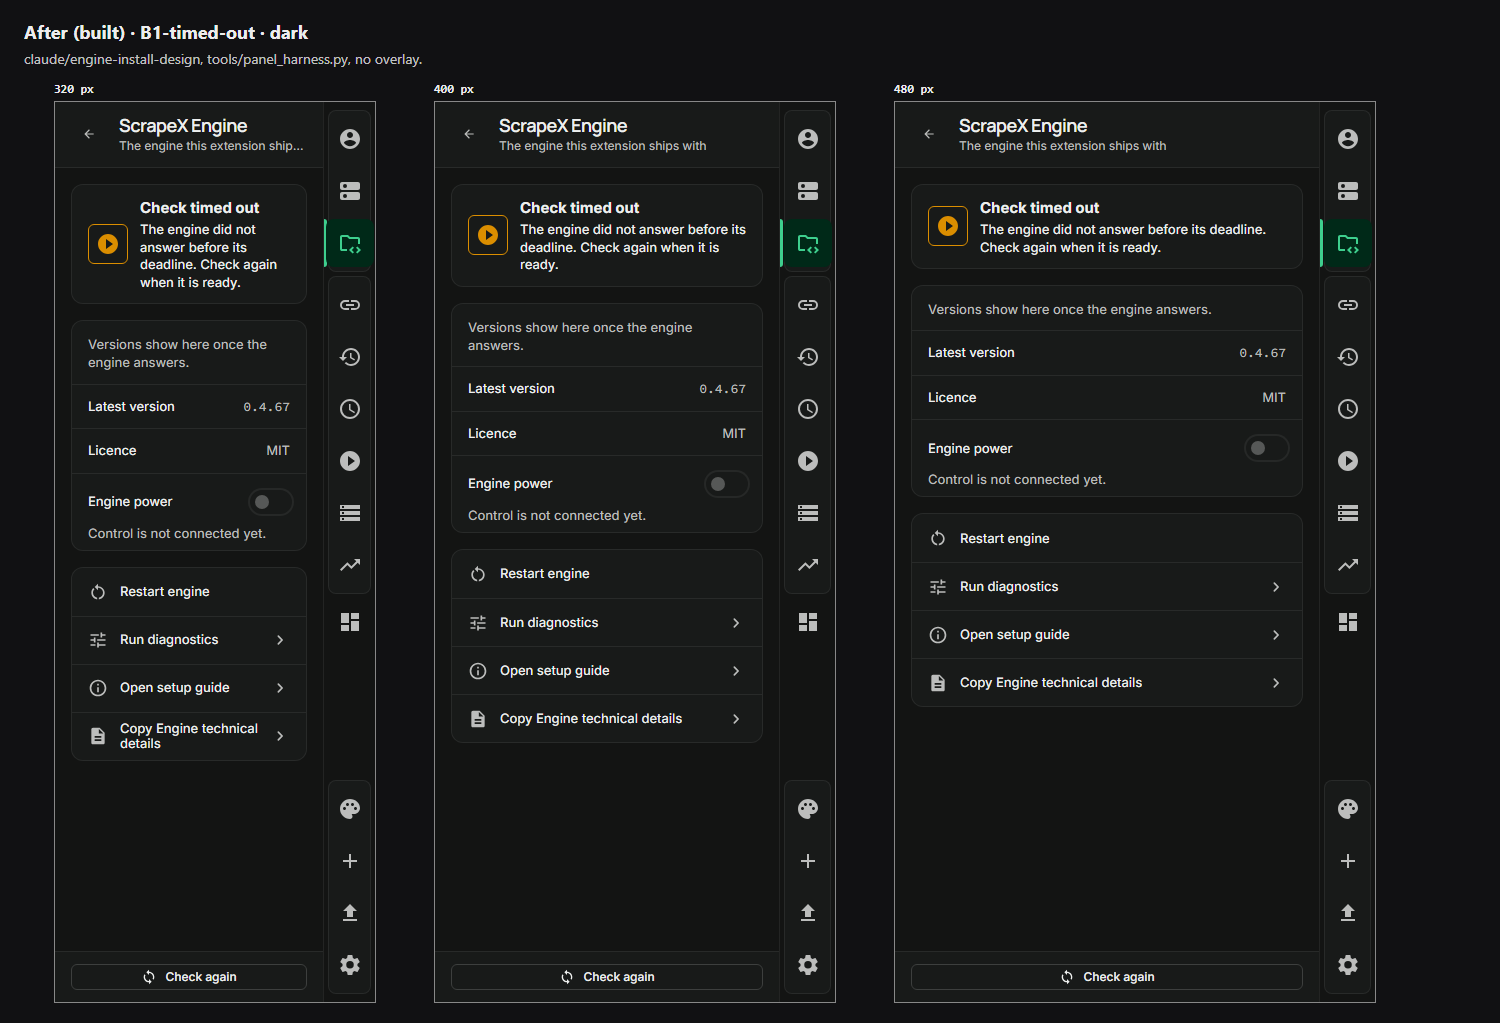 After (built) · B1-timed-out · dark
claude/engine-install-design, tools/panel_harness.py, no overlay.
320 px
ScrapeX Engine
The engine this extension ship...
Check timed out
The engine did not
answer before its
deadline. Check again
when it is ready.
Versions show here once the
engine answers.
Latest version 0.4.67
Licence MIT
Engine power
Control is not connected yet.
Restart engine
Run diagnostics
Open setup guide
Copy Engine technical
details
Check again
400 px
ScrapeX Engine
The engine this extension ships with
Check timed out
The engine did not answer before its
deadline. Check again when it is
ready.
Versions show here once the engine
answers.
Latest version 0.4.67
Licence MIT
Engine power
Control is not connected yet.
Restart engine
Run diagnostics
Open setup guide
Copy Engine technical details
Check again
480 px
ScrapeX Engine
The engine this extension ships with
Check timed out
The engine did not answer before its deadline.
Check again when it is ready.
Versions show here once the engine answers.
Latest version 0.4.67
Licence MIT
Engine power
Control is not connected yet.
Restart engine
Run diagnostics
Open setup guide
Copy Engine technical details
Check again